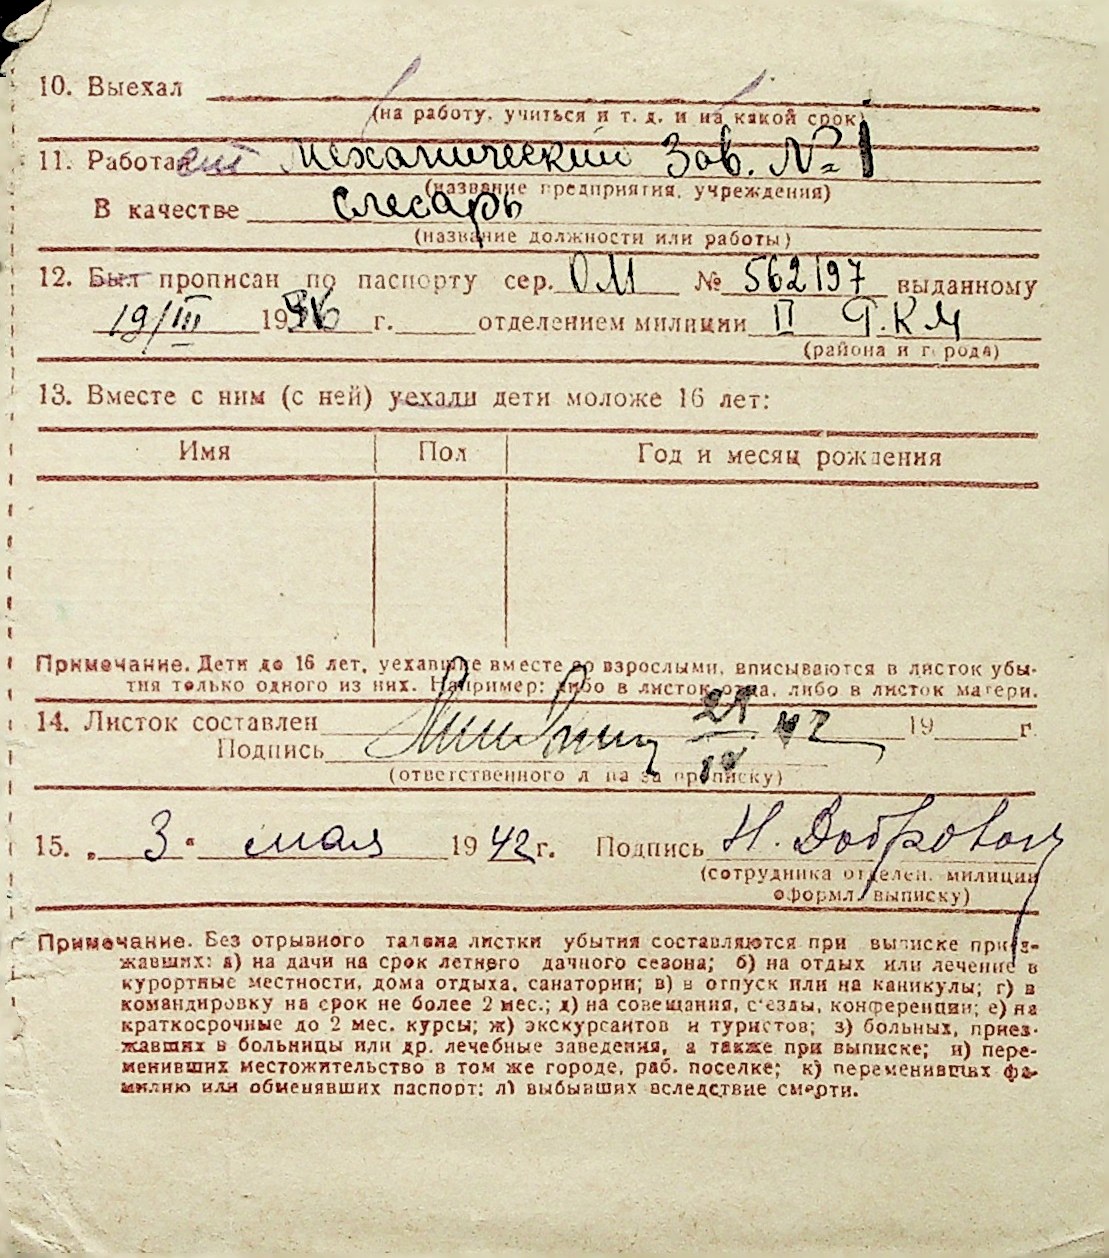 10. Выехал
(на работу, учиться и т. д. и на какой срок)
11. Работает Механический Зав. № 1
(название предприятия, учреждения)
В качестве слесарь
(название должности или работы)
12. Был прописан по паспорту сер. ОМ № 562197 выданному
19/III 19 г. отделением милиции II Г.К.М
(района и города)
13. Вместе с ним (с ней) уехали дети моложе 16 лет:
Имя Пол Год и месяц рождения
Примечание. Дети до 16 лет, уехавшие вместе со взрослыми, вписываются в листок убы-
тия только одного из них. Например: либо в листок отца, либо в листок матери.
14. Листок составлен 42 19 г.
Подпись
(ответственного лица за прописку)
15. „ 3 “ мая 1942 г. Подпись Н. Добровол
(сотрудника отделен. милиции
оформл. выписку)
Примечание. Без отрывного талона листки убытия составляются при выписке приез-
жавших: а) на дачи на срок летнего дачного сезона; б) на отдых или лечение в
курортные местности, дома отдыха, санатории; в) в отпуск или на каникулы; г) в
командировку на срок не более 2 мес.; д) на совещания, с'езды, конференции; е) на
краткосрочные до 2 мес. курсы; ж) экскурсантов и туристов; з) больных, приез-
жавших в больницы или др. лечебные заведения, а также при выписке; и) пере-
менивших местожительство в том же городе, раб. поселке; к) переменивших фа-
милию или обменявших паспорт; л) выбывших вследствие смерти.